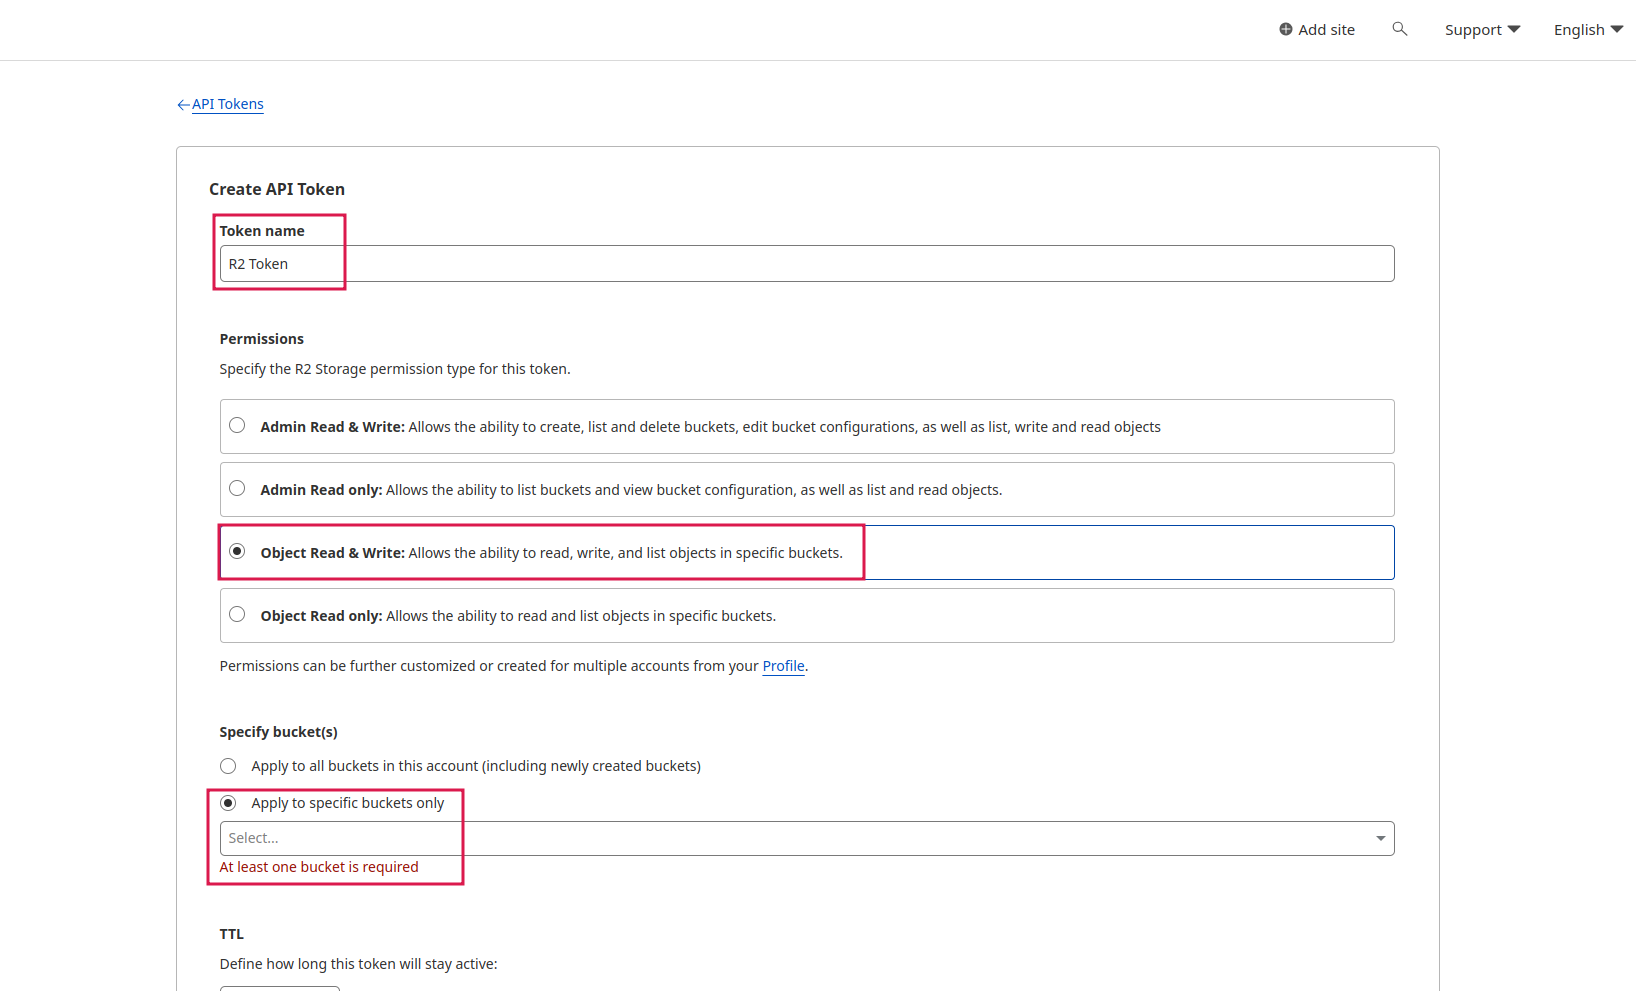 Add site
Support
English
API Tokens
Create API Token
Token name
R2 Token
Permissions
Specify the R2 Storage permission type for this token.
Admin Read & Write: Allows the ability to create, list and delete buckets, edit bucket configurations, as well as list, write and read objects
Admin Read only: Allows the ability to list buckets and view bucket configuration, as well as list and read objects.
Object Read & Write: Allows the ability to read, write, and list objects in specific buckets.
Object Read only: Allows the ability to read and list objects in specific buckets.
Permissions can be further customized or created for multiple accounts from your Profile.
Specify bucket(s)
Apply to all buckets in this account (including newly created buckets)
Apply to specific buckets only
Select...
At least one bucket is required
TTL
Define how long this token will stay active: